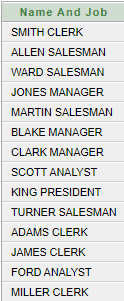 Name And Job
SMITH CLERK
ALLEN SALESMAN
WARD SALESMAN
JONES MANAGER
MARTIN SALESMAN
BLAKE MANAGER
CLARK MANAGER
SCOTT ANALYST
KING PRESIDENT
TURNER SALESMAN
ADAMS CLERK
JAMES CLERK
FORD ANALYST
MILLER CLERK